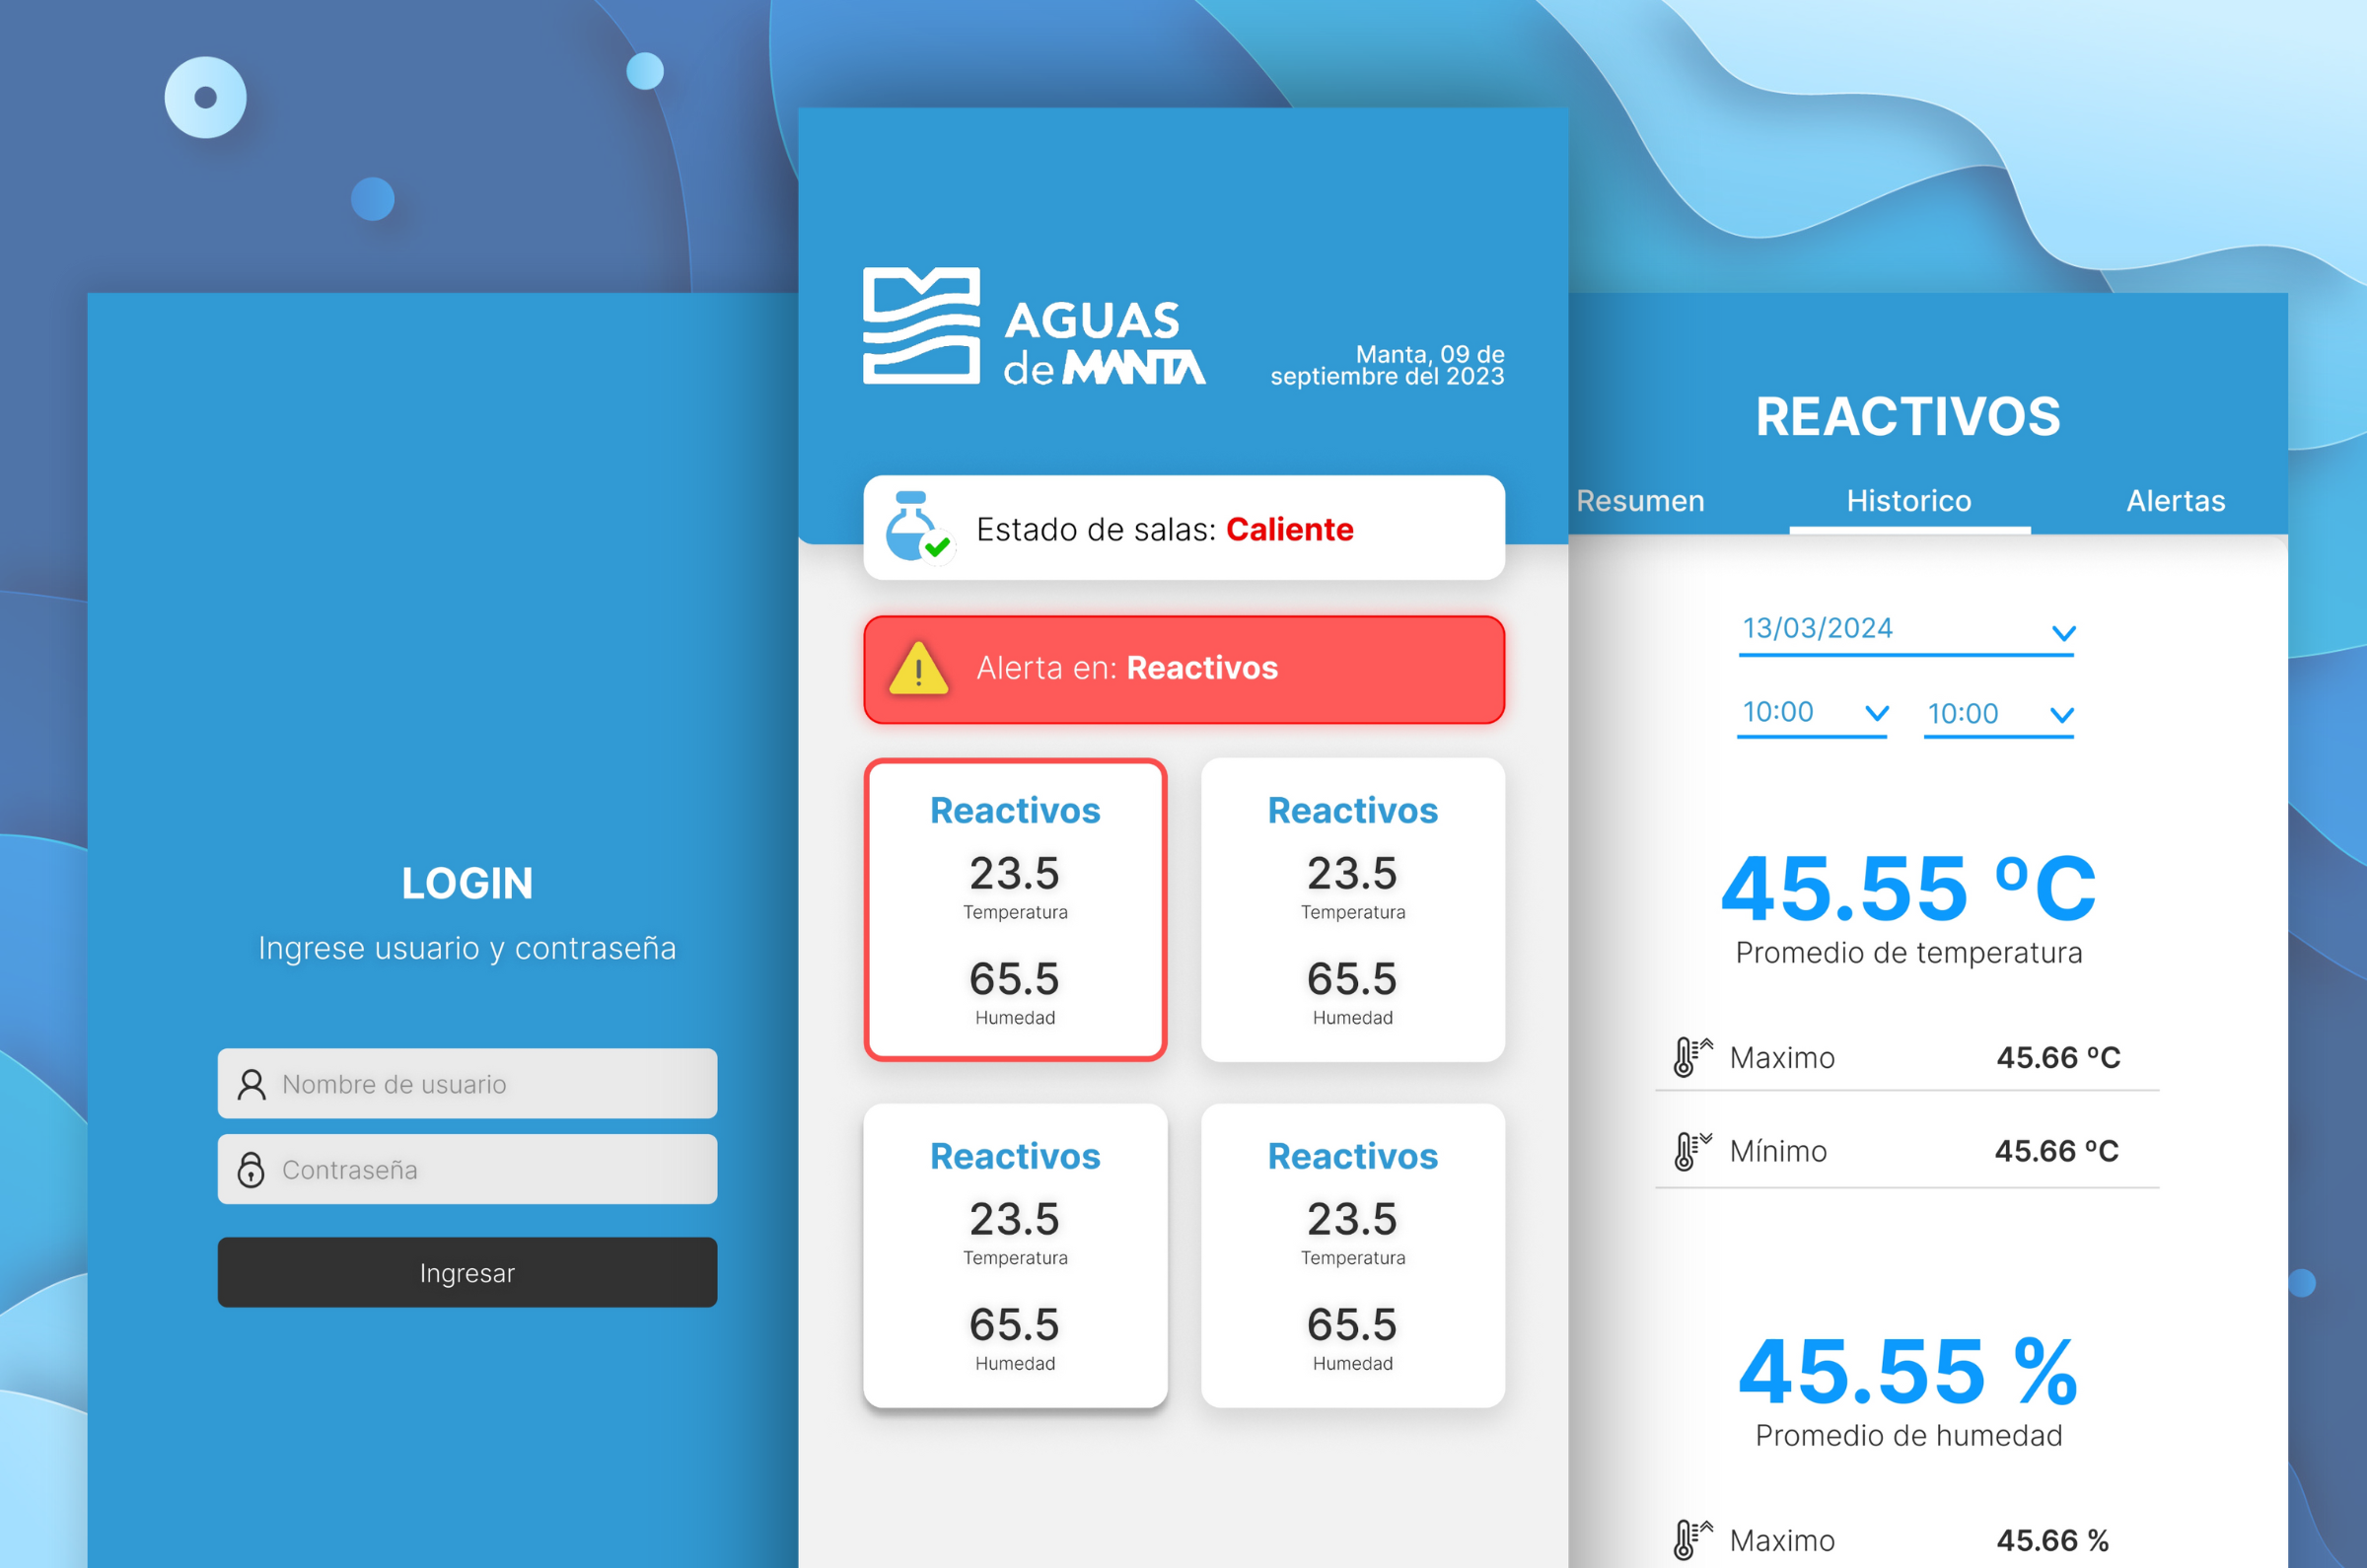 LOGIN
Ingrese usuario y contraseña
Nombre de usuario
Contraseña
Ingresar
AGUAS
de MANTA
Manta, 09 de
septiembre del 2023
Estado de salas: Caliente
Alerta en: Reactivos
Reactivos
23.5
Temperatura
65.5
Humedad
Reactivos
23.5
Temperatura
65.5
Humedad
Reactivos
23.5
Temperatura
65.5
Humedad
Reactivos
23.5
Temperatura
65.5
Humedad
REACTIVOS
Resumen Historico Alertas
13/03/2024
10:00 10:00
45.55 ºC
Promedio de temperatura
Maximo 45.66 ºC
Mínimo 45.66 ºC
45.55 %
Promedio de humedad
Maximo 45.66 %